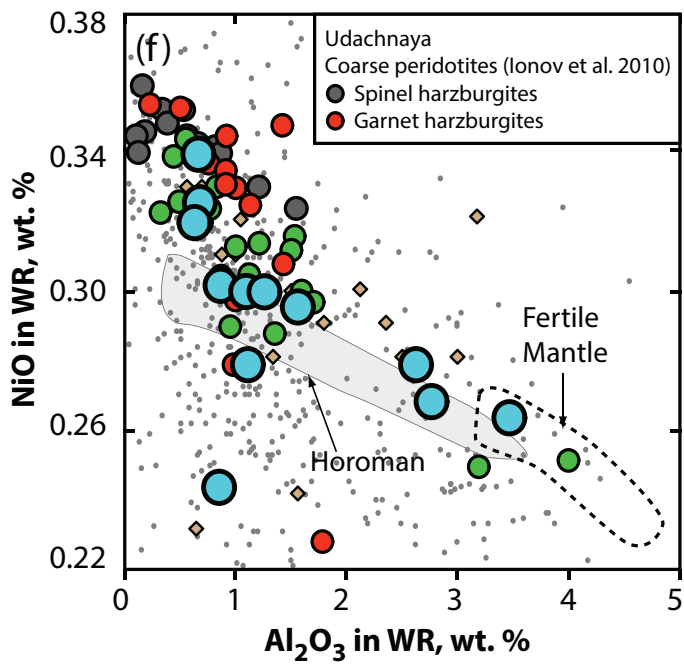 0.38
(f)
Udachnaya
Coarse peridotites (Ionov et al. 2010)
Spinel harzburgites
Garnet harzburgites
0.34
0.30
Fertile
Mantle
0.26
Horoman
0.22
0
1
2
3
4
5
NiO in WR, wt. %
Al₂O₃ in WR, wt. %